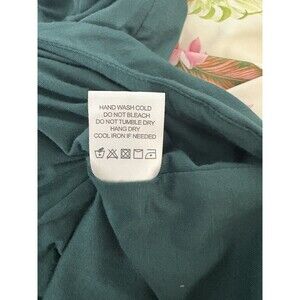 HAND WASH COLD
DO NOT BLEACH
DO NOT TUMBLE DRY
HANG DRY
COOL IRON IF NEEDED